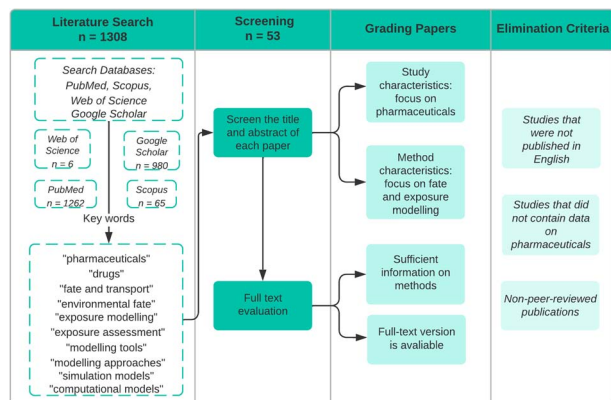 Literature Search
n = 1308
Search Databases:
PubMed, Scopus,
Web of Science
Google Scholar
Web of
Science
n = 6
Google
Scholar
n = 980
PubMed
n = 1262
Scopus
n = 65
Key words
"pharmaceuticals"
"drugs"
"fate and transport"
"environmental fate"
"exposure modelling"
"exposure assessment"
"modelling tools"
"modelling approaches"
"simulation models"
"computational models"
Screening
n = 53
Screen the title
and abstract of
each paper
Full text
evaluation
Grading Papers
Study
characteristics:
focus on
pharmaceuticals
Method
characteristics:
focus on fate
and exposure
modelling
Sufficient
information on
methods
Full-text version
is avaliable
Elimination Criteria
Studies
that were
not
published in
English
Studies that did
not contain data
on
pharmaceuticals
Non-peer-reviewed
publications